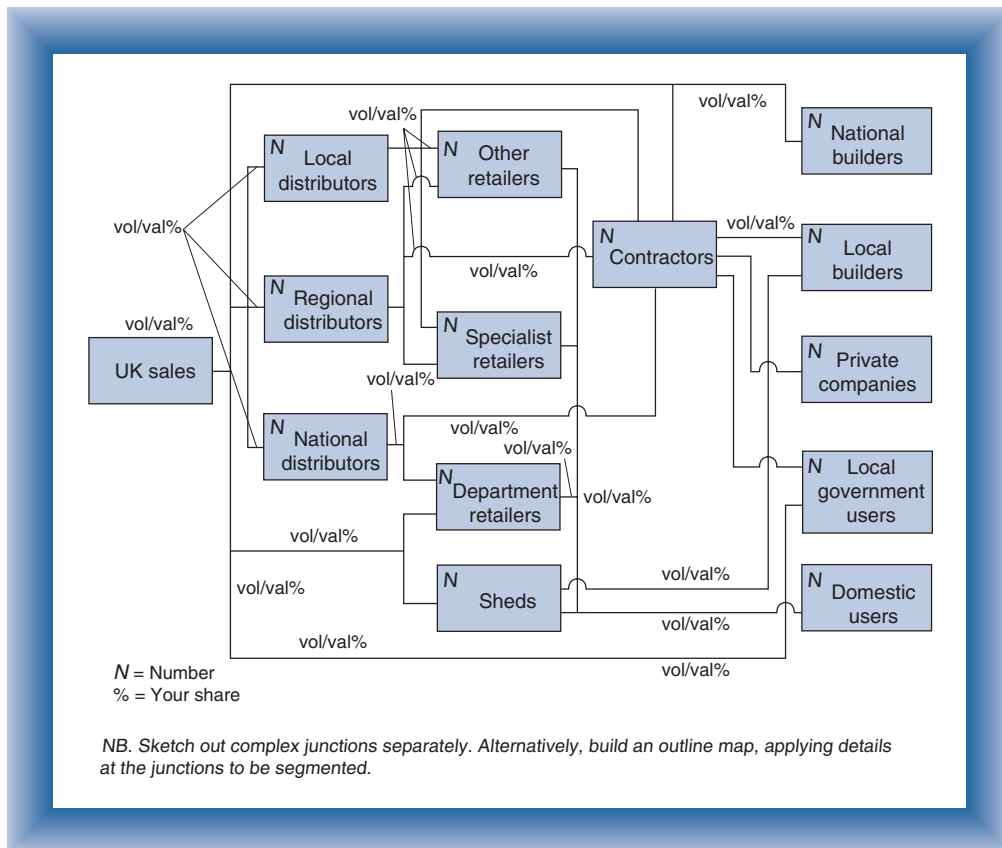 vol/val%
vol/val%
N National
builders
N Local
distributors
N Other
retailers
vol/val%
vol/val%
N Contractors
N Local
builders
vol/val%
N Regional
distributors
vol/val%
UK sales
N Specialist
retailers
N Private
companies
vol/val%
N National
distributors
vol/val%
vol/val%
N Department
retailers
vol/val%
N Local
government
users
vol/val%
vol/val%
N Sheds
vol/val%
vol/val%
N Domestic
users
vol/val%
vol/val%
N = Number
% = Your share
NB. Sketch out complex junctions separately. Alternatively, build an outline map, applying details
at the junctions to be segmented.